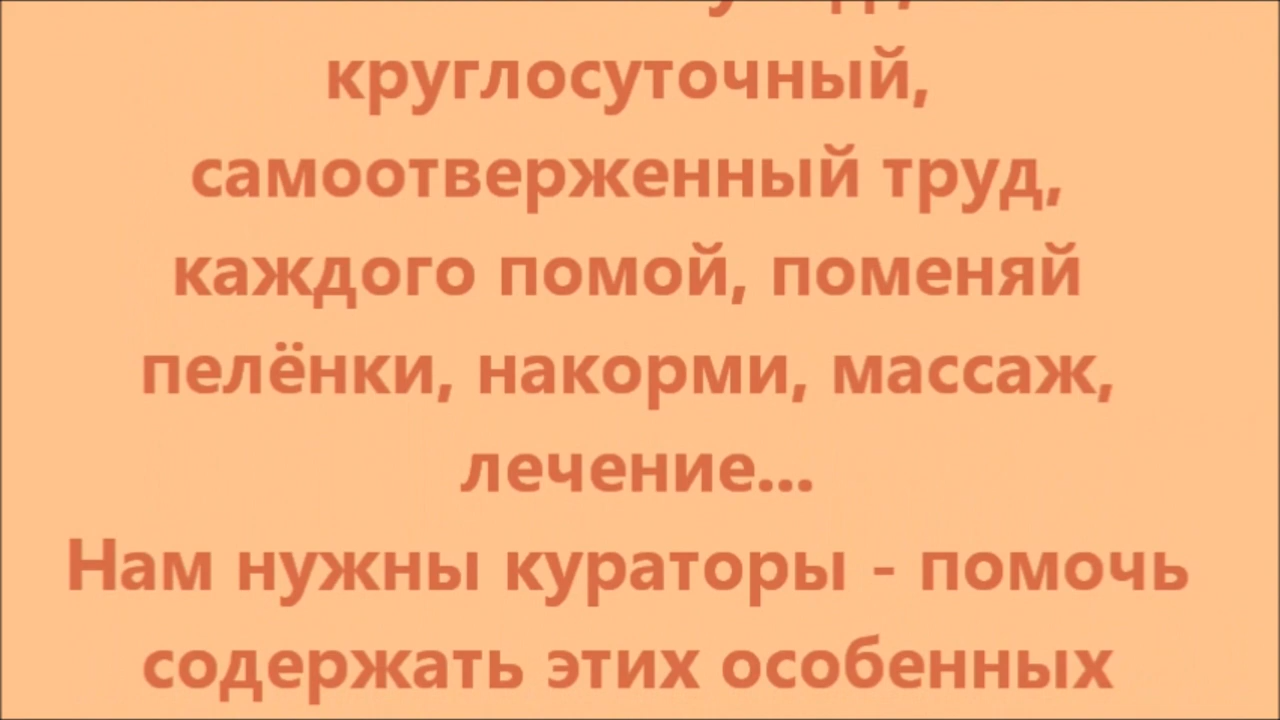 круглосуточный,
самоотверженный труд,
каждого помой, поменяй
пелёнки, накорми, массаж,
лечение...
Нам нужны кураторы - помочь
содержать этих особенных